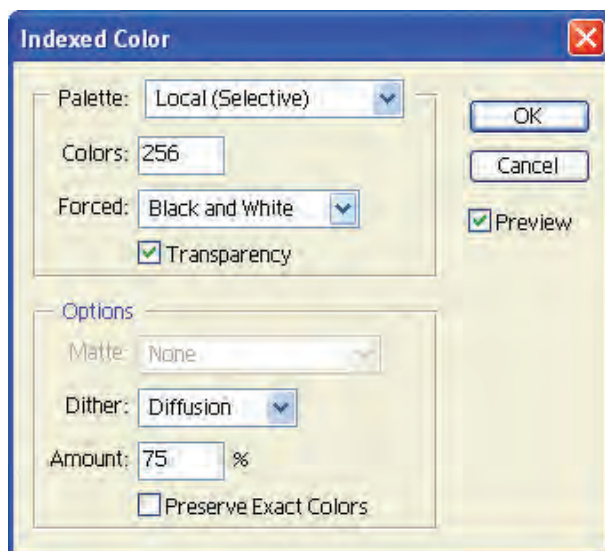 Indexed Color
Palette: Local (Selective)
OK
Colors: 256
Cancel
Forced: Black and White
Preview
Transparency
Options
Matte: None
Dither: Diffusion
Amount: 75 %
Preserve Exact Colors